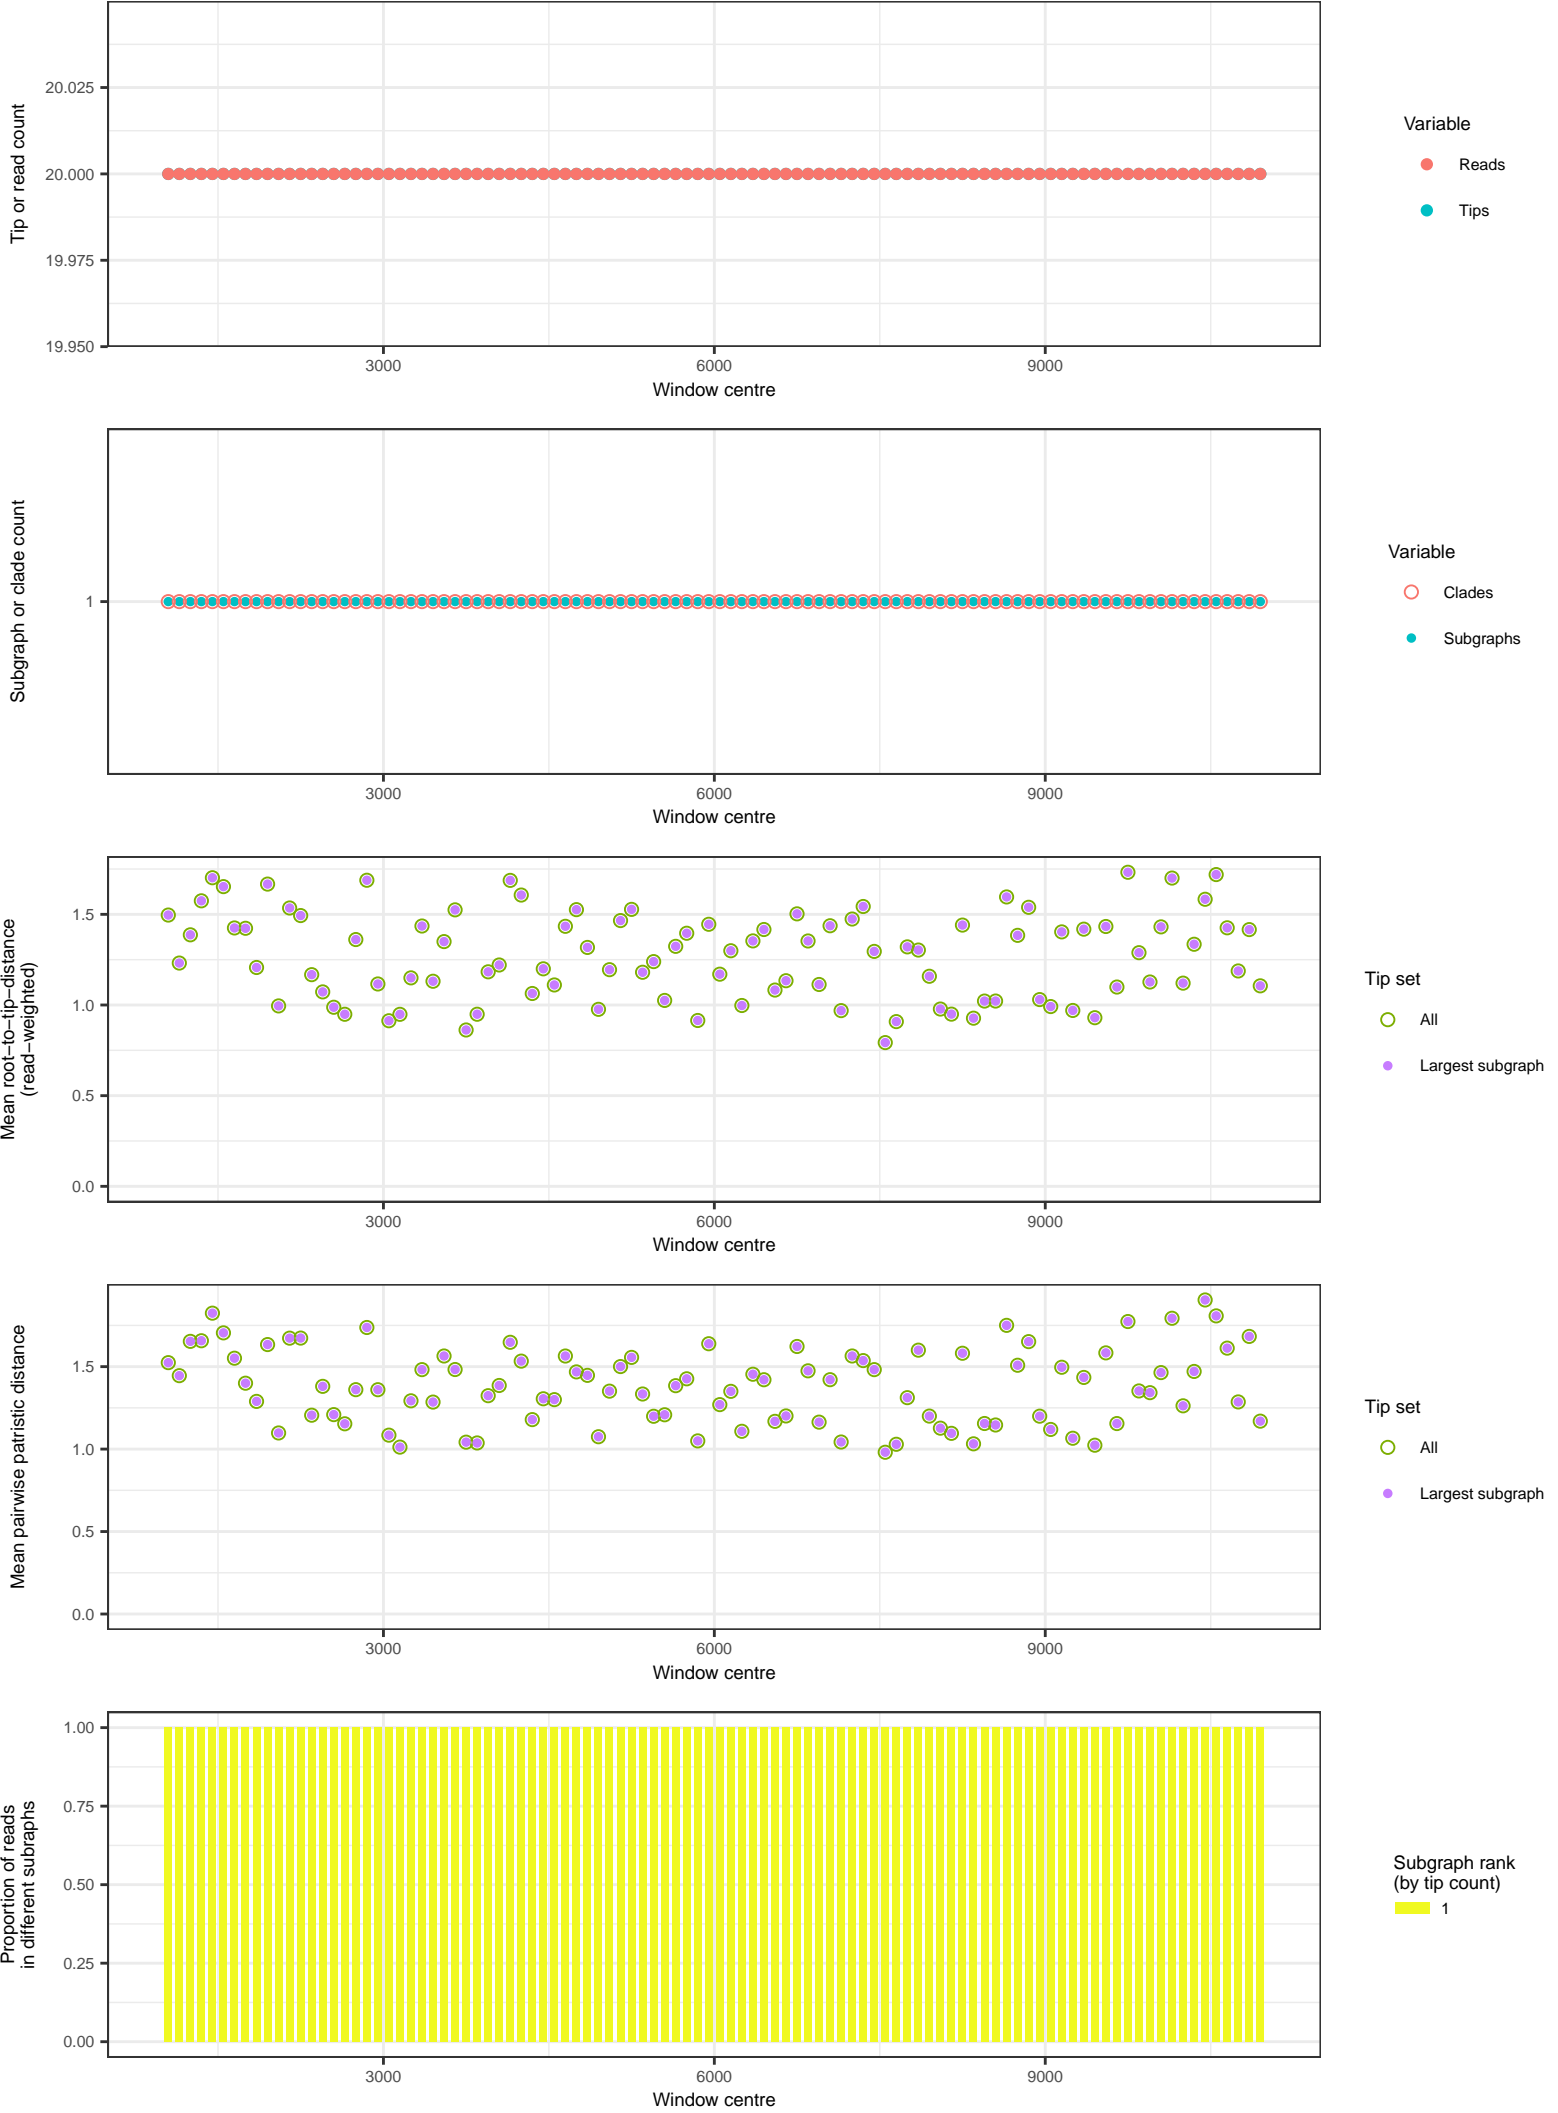 Tip or read count
20.025
20.000
19.975
19.950
3000
6000
9000
Window centre
Variable
Reads
Tips
Subgraph or clade count
1
3000
6000
9000
Window centre
Variable
Clades
Subgraphs
Mean root−to−tip−distance
(read−weighted)
1.5
1.0
0.5
0.0
3000
6000
9000
Window centre
Tip set
All
Largest subgraph
Mean pairwise patristic distance
1.5
1.0
0.5
0.0
3000
6000
9000
Window centre
Tip set
All
Largest subgraph
Proportion of reads
in different subraphs
1.00
0.75
0.50
0.25
0.00
3000
6000
9000
Window centre
Subgraph rank
(by tip count)
1